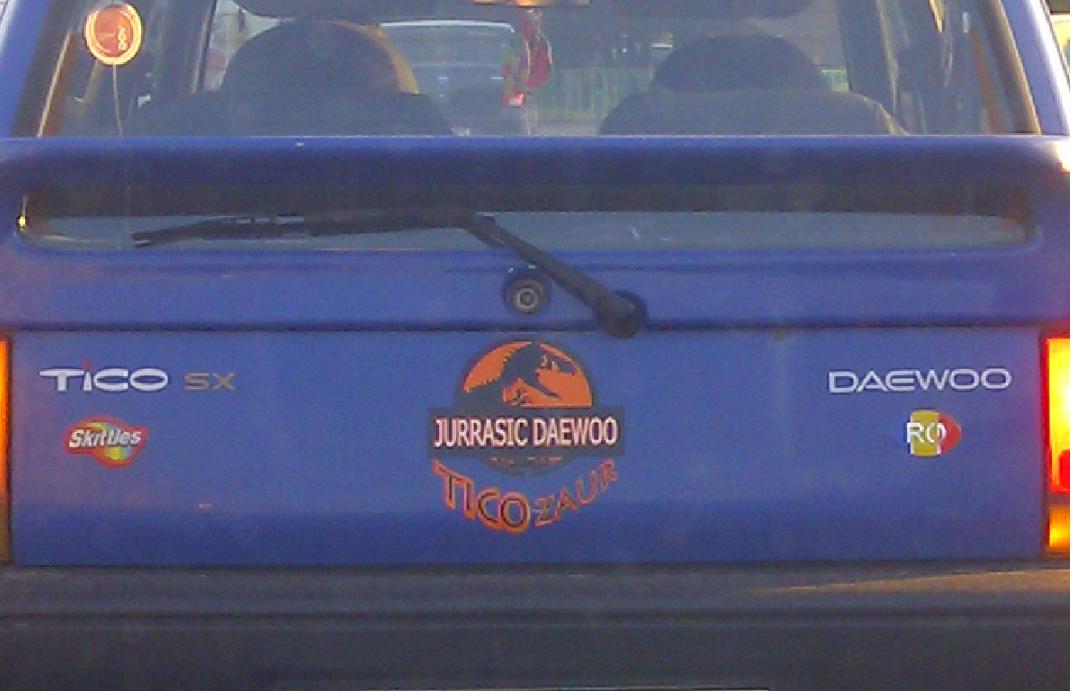 TICO SX
DAEWOO
Skittles
RO
JURRASIC DAEWOO
TICOZAUR